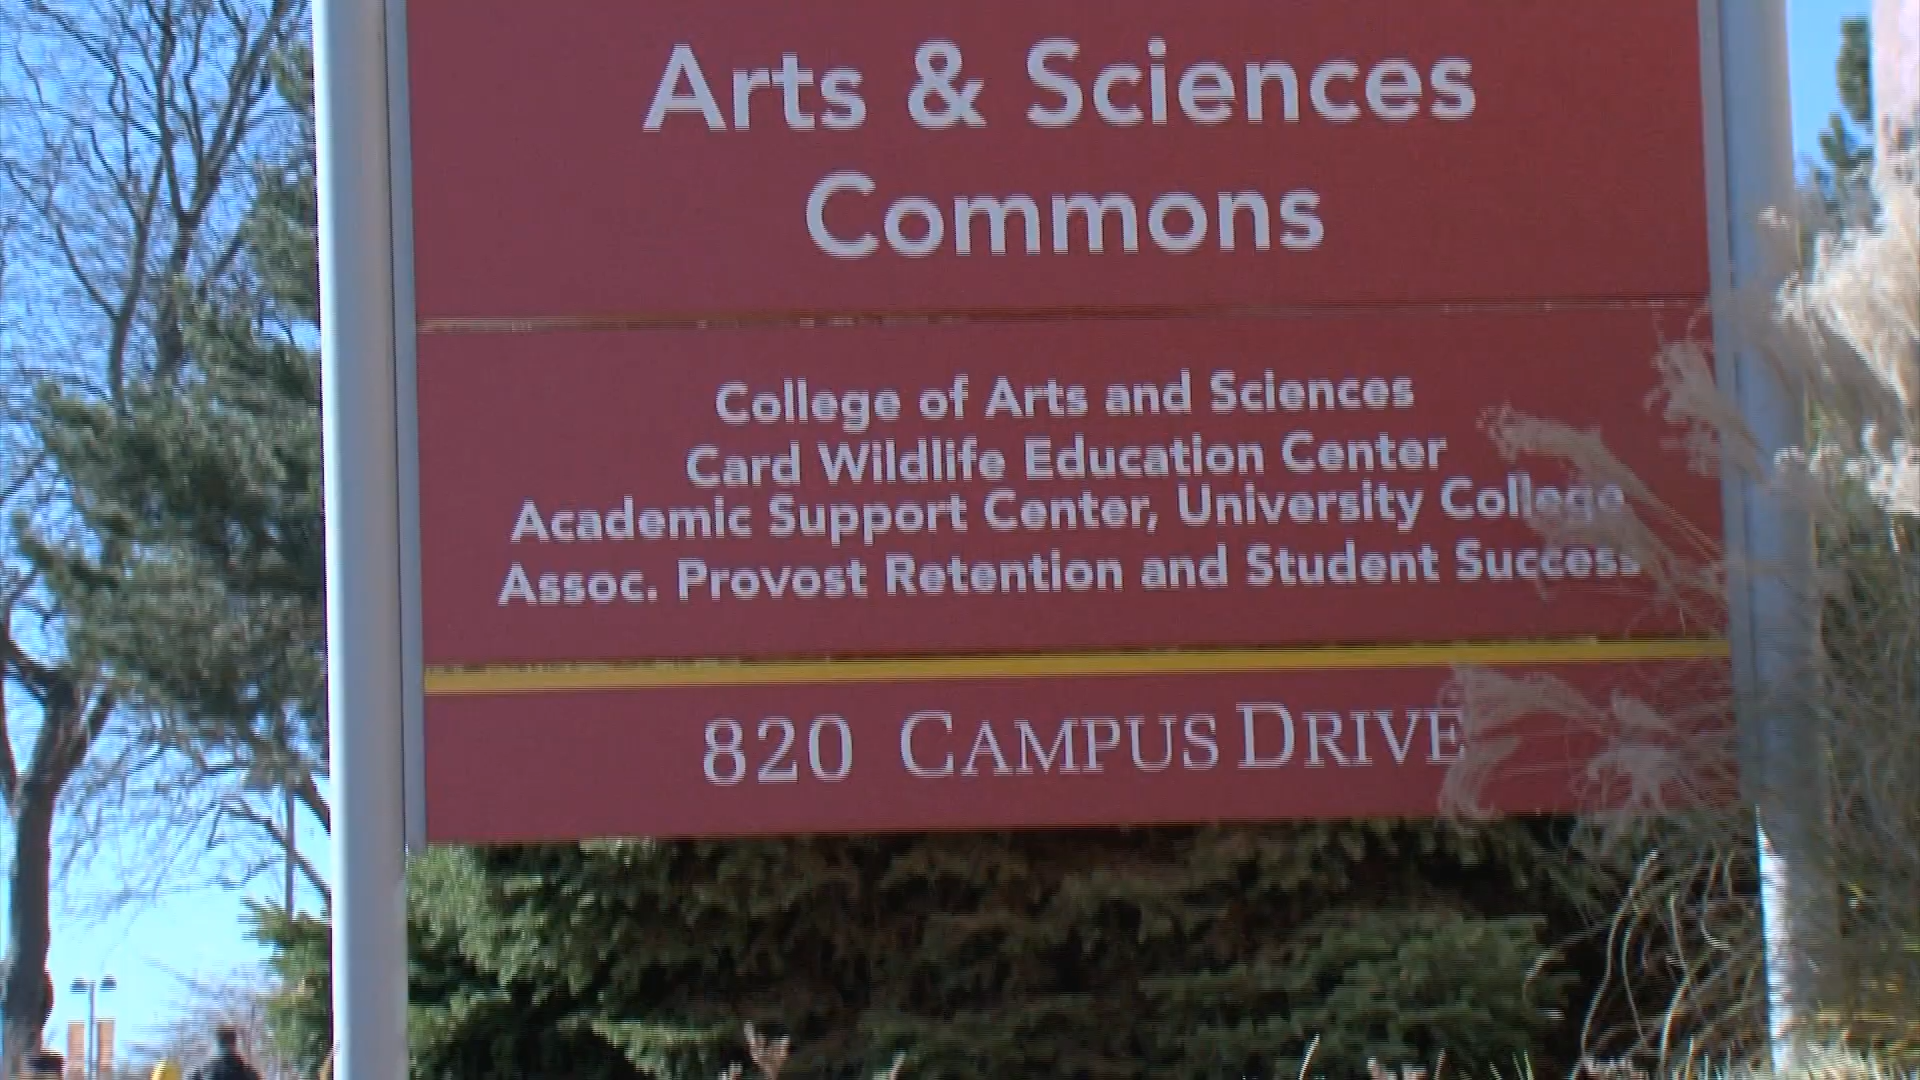 Arts & Sciences
Commons
College of Arts and Sciences
Card Wildlife Education Center
Academic Support Center, University College
Assoc. Provost Retention and Student Success
820 CAMPUS DRIVE